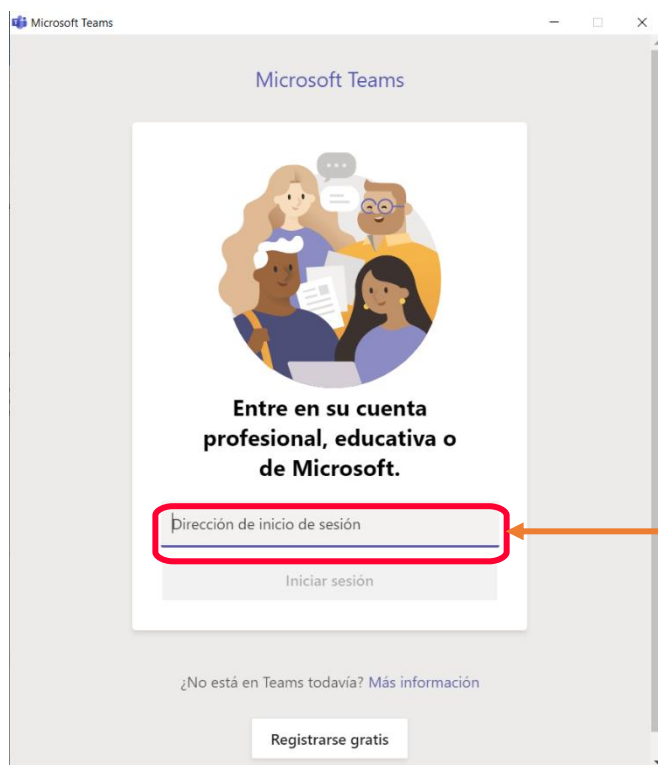 Microsoft Teams
Microsoft Teams
Entre en su cuenta
profesional, educativa o
de Microsoft.
Dirección de inicio de sesión
Iniciar sesión
¿No está en Teams todavía? Más información
Registrarse gratis